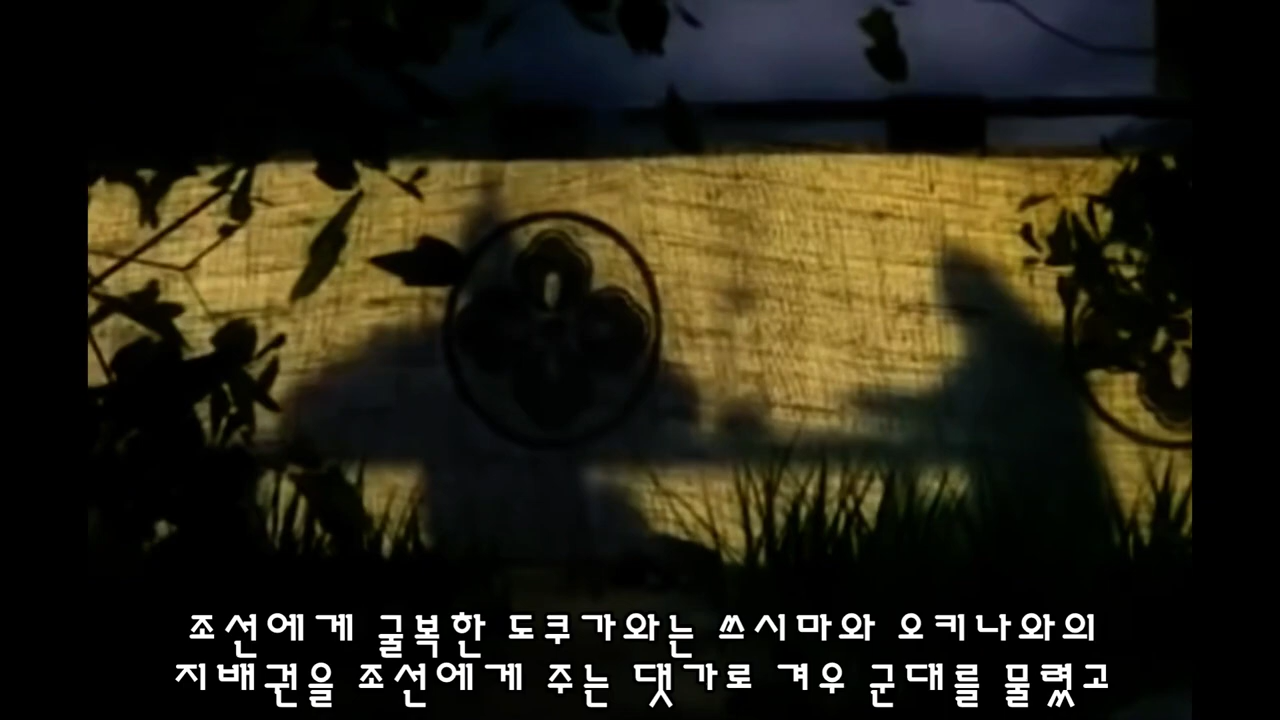 조선에게 굴복한 도쿠가와는 쓰시마와 오키나와의
지배권을 조선에게 주는 댓가로 겨우 군대를 물렸고